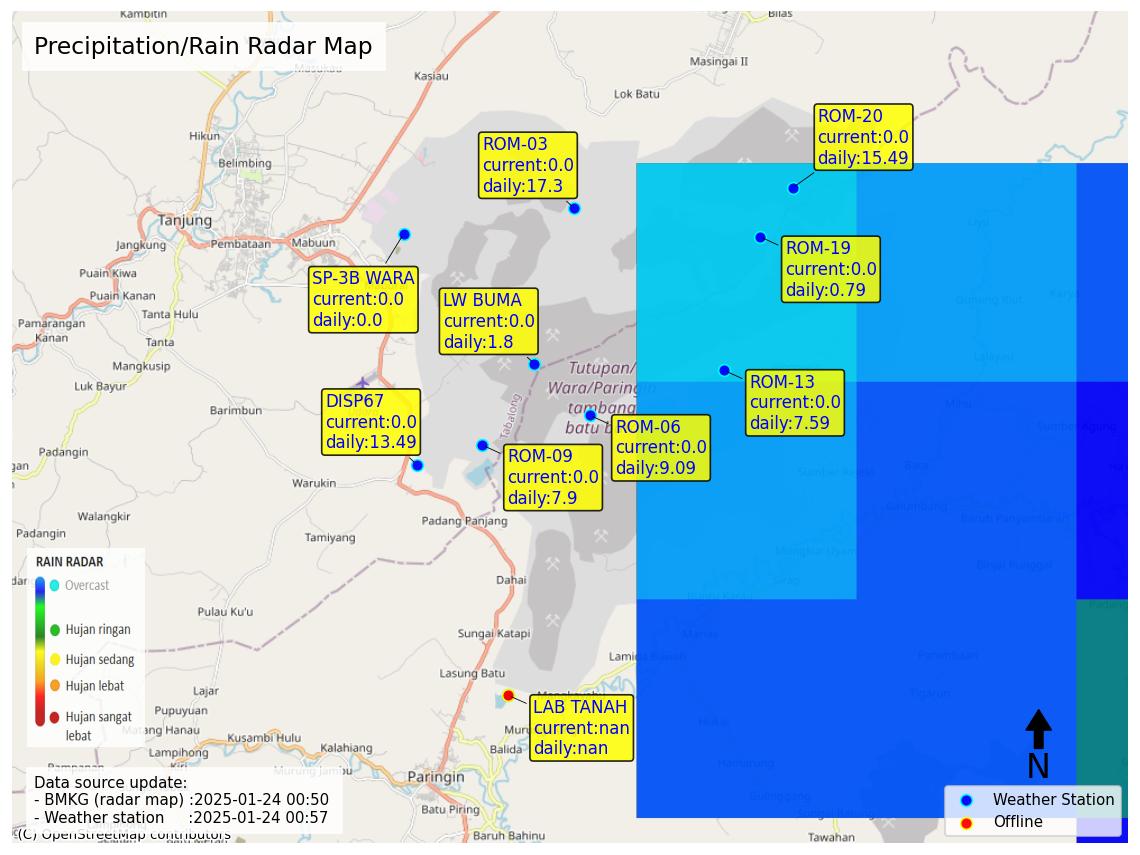 Precipitation/Rain Radar Map
Kambitin
Bilas
Masingai II
Kasiau
Lok Batu
Hikun
Belimbing
Tanjung
Jangkung
Pembataan
Mabuun
Puain Kiwa
Puain Kanan
Tanta Hulu
Pamarangan
Kanan
Tanta
Mangkusip
Luk Bayur
Barimbun
Padangin
Warukin
Walangkir
Padangin
Tamiyang
Padang Panjang
Dahai
Pulau Ku'u
Sungai Katapi
Lasung Batu
Lajar
Pupuyuan
Matang Hanau
Lampihong
Kusambi Hulu
Kalahiang
Murung Jambu
Balida
Paringin
Batu Piring
Baruh Bahinu
Tawahan
Tabalong
Tutupan/
Wara/Paringin
tambang
ROM-20
current:0.0
daily:15.49
ROM-03
current:0.0
daily:17.3
ROM-19
current:0.0
daily:0.79
SP-3B WARA
current:0.0
daily:0.0
LW BUMA
current:0.0
daily:1.8
ROM-13
current:0.0
daily:7.59
DISP67
current:0.0
daily:13.49
ROM-06
current:0.0
daily:9.09
ROM-09
current:0.0
daily:7.9
LAB TANAH
current:nan
daily:nan
RAIN RADAR
Overcast
Hujan ringan
Hujan sedang
Hujan lebat
Hujan sangat
lebat
Data source update:
- BMKG (radar map) :2025-01-24 00:50
- Weather station :2025-01-24 00:57
(C) OpenStreetMap contributors
N
Weather Station
Offline